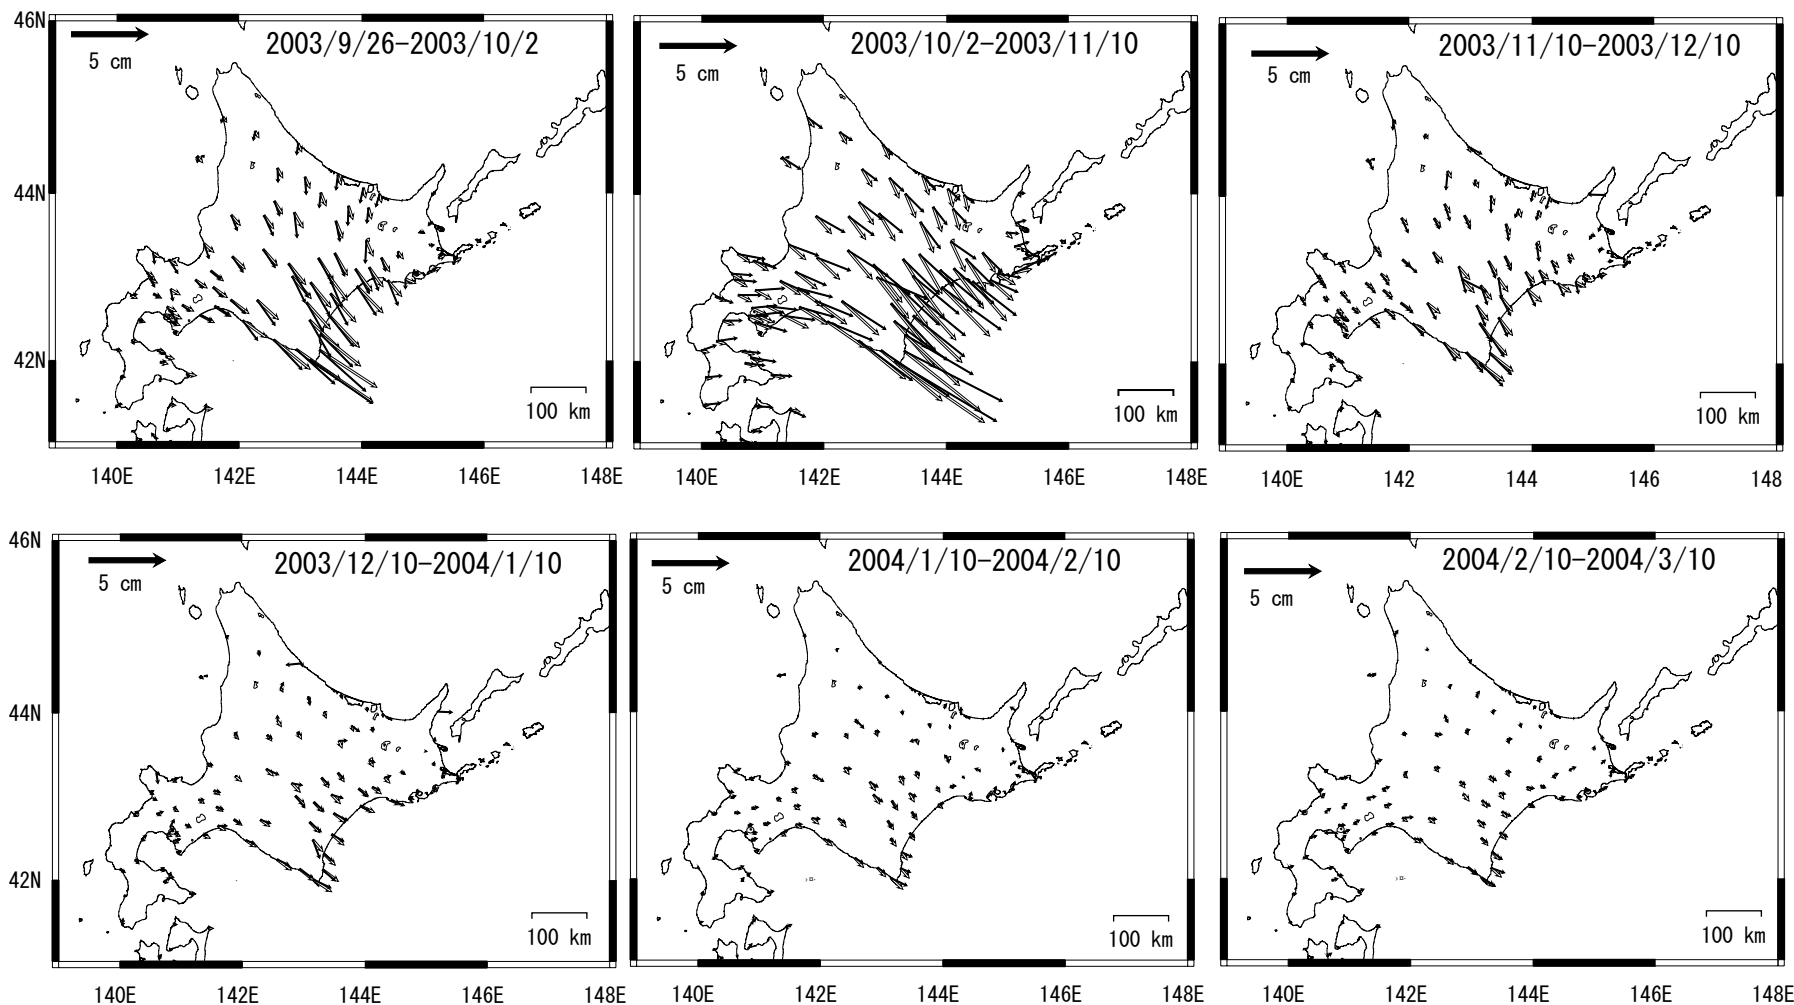 46N
44N
42N
5 cm
2003/9/26-2003/10/2
100 km
140E 142E 144E 146E 148E
5 cm
2003/10/2-2003/11/10
100 km
140E 142E 144E 146E 148E
5 cm
2003/11/10-2003/12/10
100 km
140E 142 144 146 148
46N
44N
42N
5 cm
2003/12/10-2004/1/10
100 km
140E 142E 144E 146E 148E
5 cm
2004/1/10-2004/2/10
100 km
140E 142E 144E 146E 148E
5 cm
2004/2/10-2004/3/10
100 km
140E 142E 144E 146E 148E